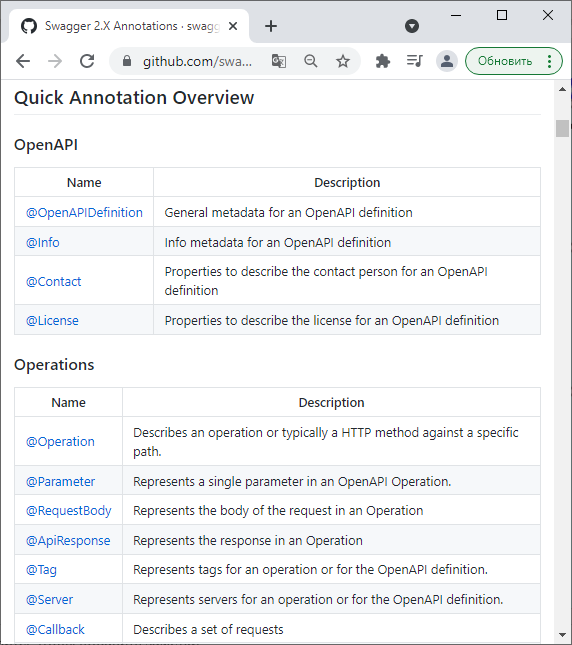 Swagger 2.X Annotations · swagg
github.com/swa...
Обновить
Quick Annotation Overview
OpenAPI
Name Description
@OpenAPIDefinition General metadata for an OpenAPI definition
@Info Info metadata for an OpenAPI definition
@Contact Properties to describe the contact person for an OpenAPI
definition
@License Properties to describe the license for an OpenAPI definition
Operations
Name Description
@Operation Describes an operation or typically a HTTP method against a specific
path.
@Parameter Represents a single parameter in an OpenAPI Operation.
@RequestBody Represents the body of the request in an Operation
@ApiResponse Represents the response in an Operation
@Tag Represents tags for an operation or for the OpenAPI definition.
@Server Represents servers for an operation or for the OpenAPI definition.
@Callback Describes a set of requests